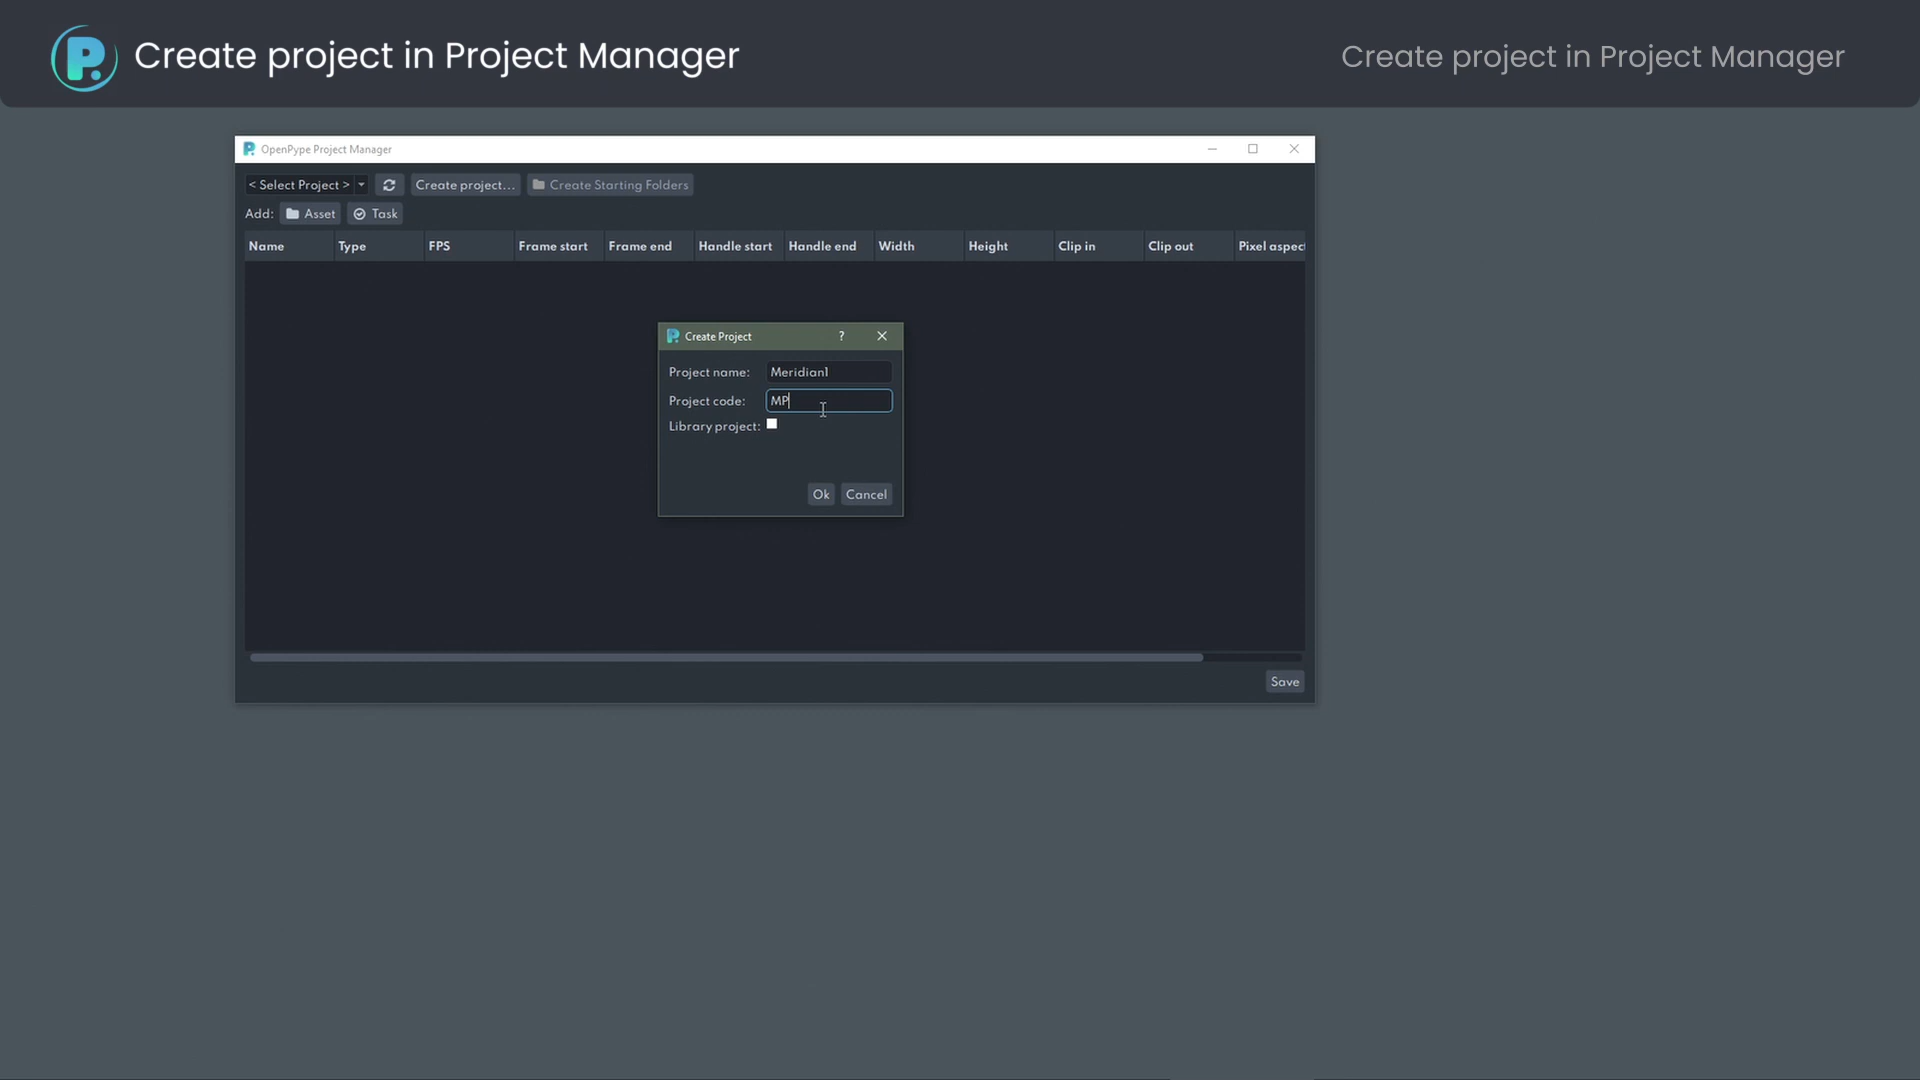 Create project in Project Manager
Create project in Project Manager
OpenPype Project Manager
< Select Project > Create project... Create Starting Folders
Add: Asset Task
Name Type FPS Frame start Frame end Handle start Handle end Width Height Clip in Clip out Pixel aspect
Create Project ?
Project name: Meridian1
Project code: MP
Library project:
Ok Cancel
Save